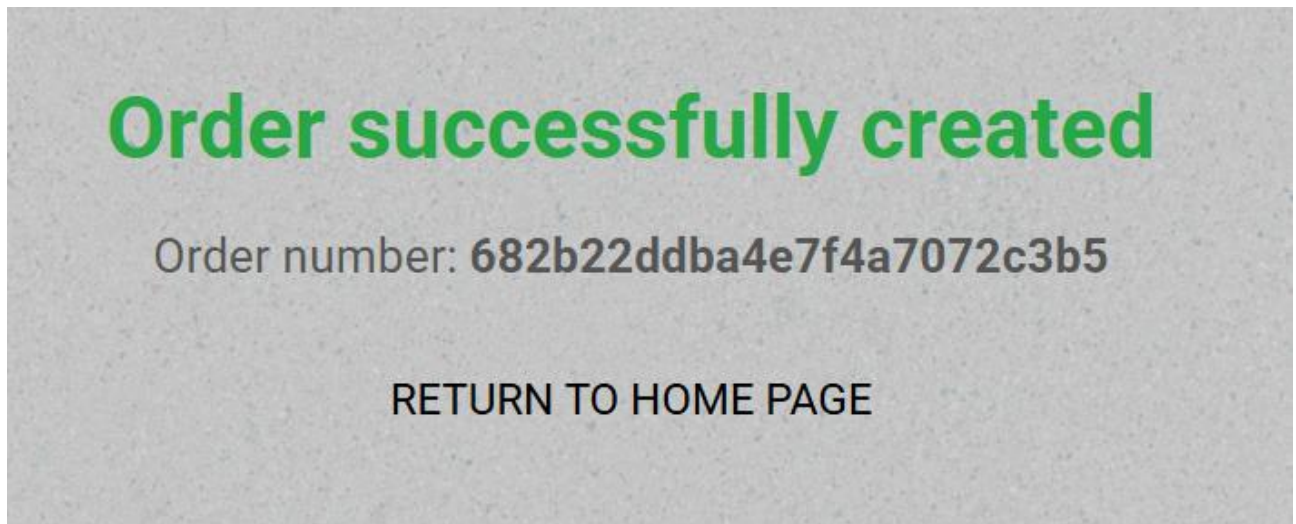 Order successfully created
Order number: 682b22ddba4e7f4a7072c3b5
RETURN TO HOME PAGE